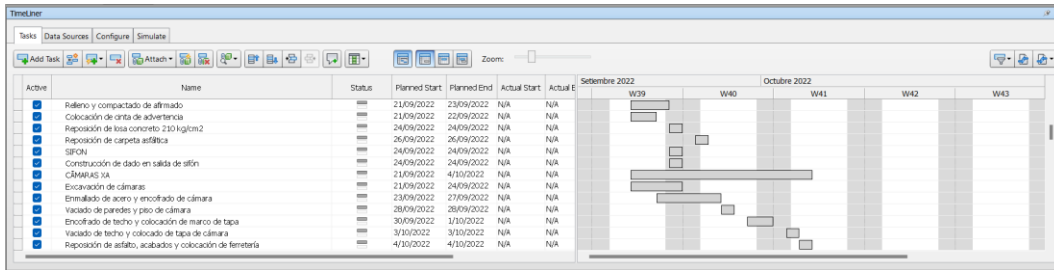 TimeLiner
Tasks Data Sources Configure Simulate
Add Task Attach Zoom:
Active Name Status Planned Start Planned End Actual Start Actual E
Setiembre 2022 Octubre 2022
W39 W40 W41 W42 W43
Relleno y compactado de afirmado 21/09/2022 23/09/2022 N/A N/A
Colocación de cinta de advertencia 21/09/2022 22/09/2022 N/A N/A
Reposición de losa concreto 210 kg/cm2 24/09/2022 24/09/2022 N/A N/A
Reposición de carpeta asfáltica 26/09/2022 26/09/2022 N/A N/A
SIFON 24/09/2022 24/09/2022 N/A N/A
Construcción de dado en salida de sifón 24/09/2022 24/09/2022 N/A N/A
CÁMARAS XA 21/09/2022 4/10/2022 N/A N/A
Excavación de cámaras 21/09/2022 24/09/2022 N/A N/A
Enmallado de acero y encofrado de cámara 23/09/2022 27/09/2022 N/A N/A
Vaciado de paredes y piso de cámara 28/09/2022 28/09/2022 N/A N/A
Encofrado de techo y colocación de marco de tapa 30/09/2022 1/10/2022 N/A N/A
Vaciado de techo y colocado de tapa de cámara 3/10/2022 3/10/2022 N/A N/A
Reposición de asfalto, acabados y colocación de ferretería 4/10/2022 4/10/2022 N/A N/A